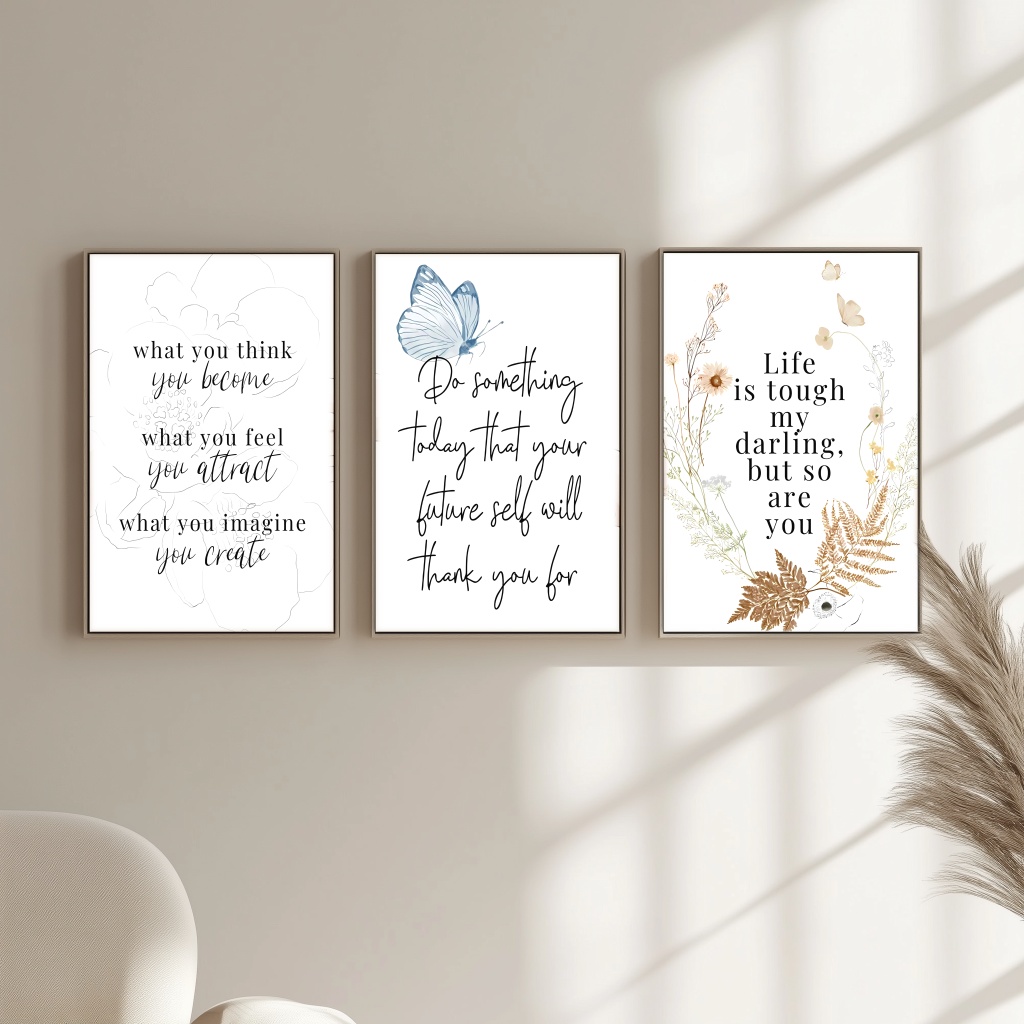 what you think
you become
what you feel
you attract
what you imagine
you create
Do something
today that your
future self will
thank you for
Life
is tough
my
darling,
but so
are
you